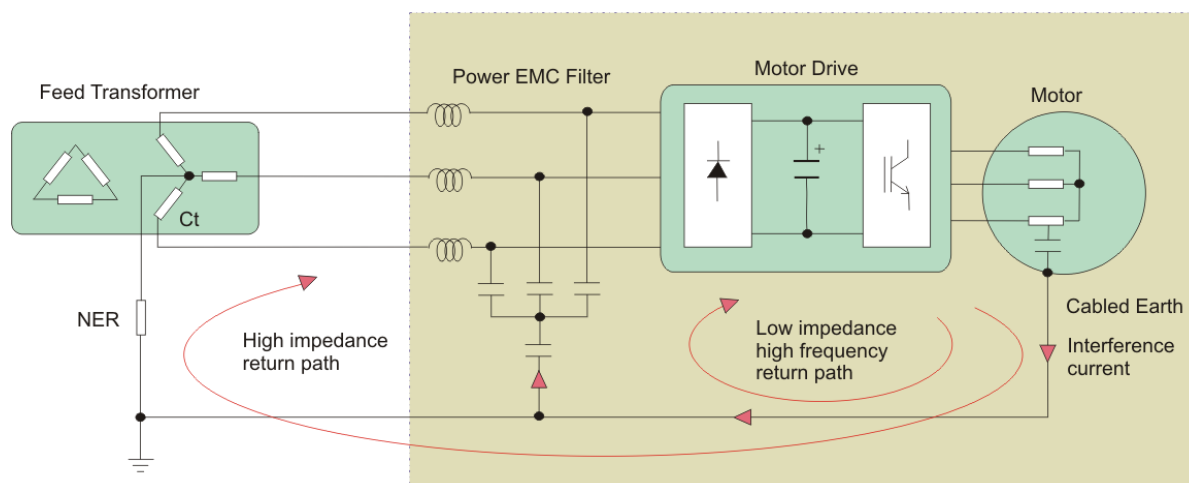 Feed Transformer
Power EMC Filter
Motor Drive
Motor
+
Ct
NER
High impedance
return path
Low impedance
high frequency
return path
Cabled Earth
Interference
current